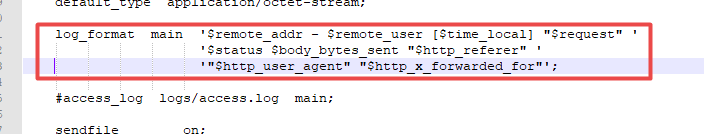 default_type application/octet-stream;
log_format main '$remote_addr - $remote_user [$time_local] "$request" '
'$status $body_bytes_sent "$http_referer" '
'"$http_user_agent" "$http_x_forwarded_for"';
#access_log logs/access.log main;
sendfile on;